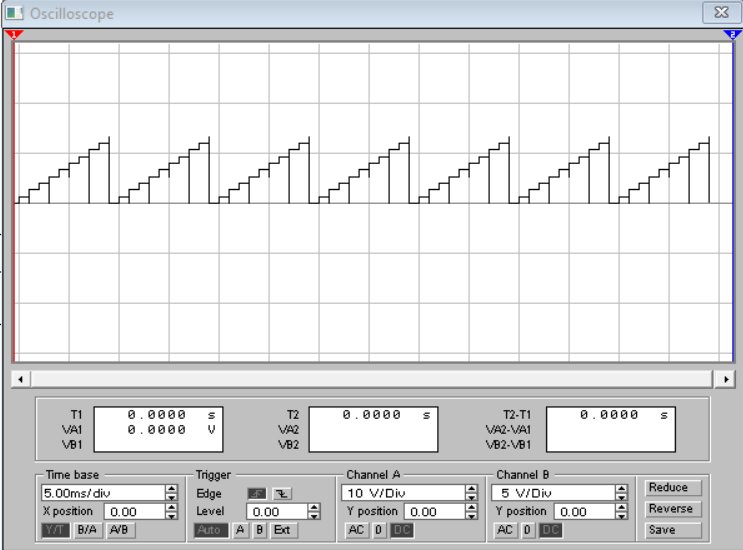 Oscilloscope
1 2
T1 0.0000 s T2 0.0000 s T2-T1 0.0000 s
VA1 0.0000 V VA2 VA2-VA1
VB1 VB2 VB2-VB1
Time base Trigger Channel A Channel B
5.00ms/div Edge 10 V/Div 5 V/Div Reduce
X position 0.00 Level 0.00 Y position 0.00 Y position 0.00 Reverse
Y/T B/A A/B Auto A B Ext AC 0 DC AC 0 DC Save